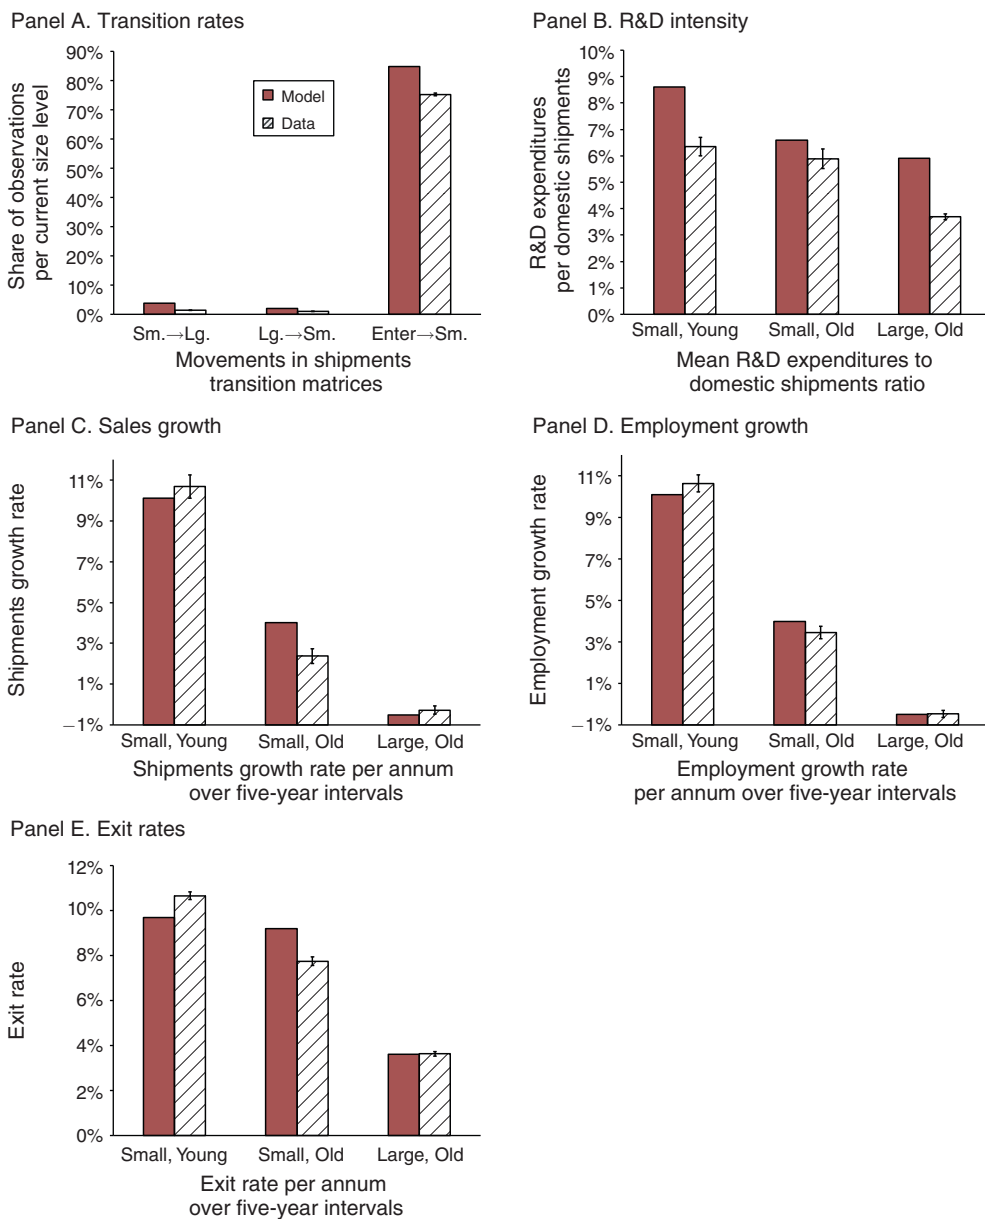 Panel A. Transition rates
90%
80%
70%
60%
50%
40%
30%
20%
10%
0%
Share of observations
per current size level
Model
Data
Sm.→Lg.
Lg.→Sm.
Enter→Sm.
Movements in shipments
transition matrices
Panel B. R&D intensity
10%
9%
8%
7%
6%
5%
4%
3%
2%
1%
0%
R&D expenditures
per domestic shipments
Small, Young
Small, Old
Large, Old
Mean R&D expenditures to
domestic shipments ratio
Panel C. Sales growth
11%
9%
7%
5%
3%
1%
−1%
Shipments growth rate
Small, Young
Small, Old
Large, Old
Shipments growth rate per annum
over five-year intervals
Panel D. Employment growth
11%
9%
7%
5%
3%
1%
−1%
Employment growth rate
Small, Young
Small, Old
Large, Old
Employment growth rate
per annum over five-year intervals
Panel E. Exit rates
12%
10%
8%
6%
4%
2%
0%
Exit rate
Small, Young
Small, Old
Large, Old
Exit rate per annum
over five-year intervals